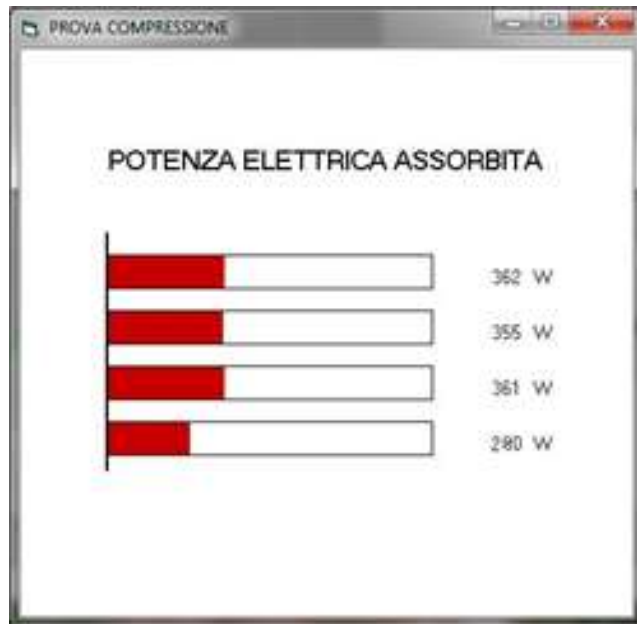 PROVA COMPRESSIONE
POTENZA ELETTRICA ASSORBITA
362 W
355 W
361 W
280 W